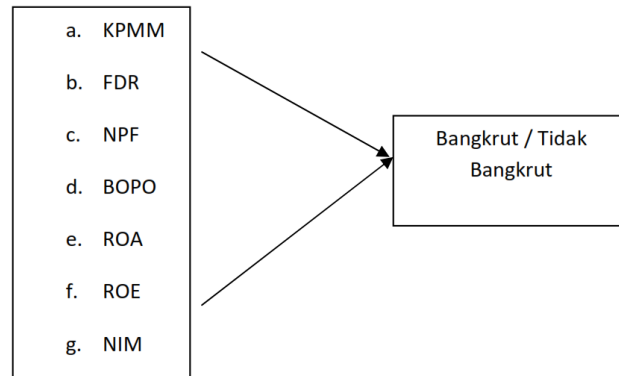 a. KPMM
b. FDR
c. NPF
d. BOPO
e. ROA
f. ROE
g. NIM
Bangkrut / Tidak
Bangkrut